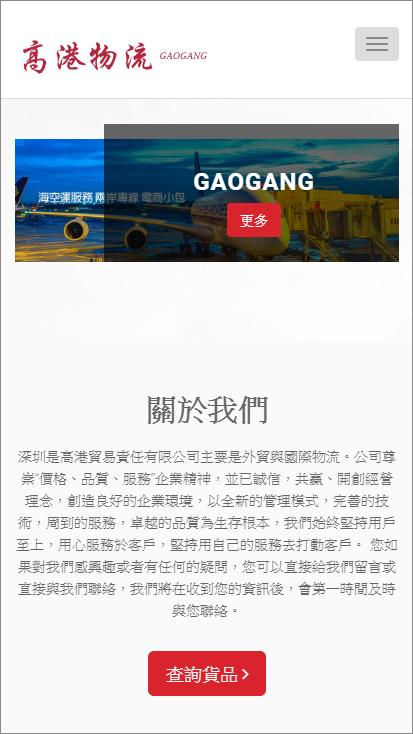 高港物流 GAOGANG
GAOGANG
海空運服務 兩岸專線 電商小包
更多
關於我們
深圳是高港貿易責任有限公司主要是外貿與國際物流。公司尊
崇“價格、品質、服務”企業精神，並已誠信，共贏、開創經營
理念，創造良好的企業環境，以全新的管理模式，完善的技
術，周到的服務，卓越的品質為生存根本，我們始終堅持用戶
至上，用心服務於客戶，堅持用自己的服務去打動客戶。 您如
果對我們感興趣或者有任何的疑問，您可以直接給我們留言或
直接與我們聯絡，我們將在收到您的資訊後，會第一時間及時
與您聯絡。
查詢貨品